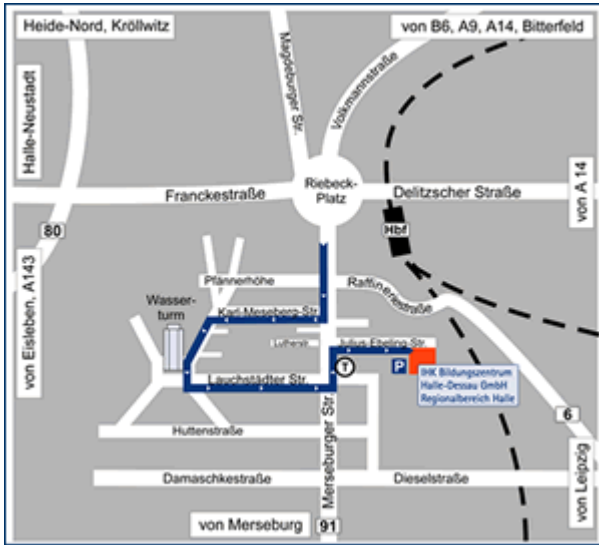 Heide-Nord, Kröllwitz
von B6, A9, A14, Bitterfeld
Halle-Neustadt
Magdeburger Str.
Volkmannstraße
Riebeck-
Platz
Franckestraße
Delitzscher Straße
von A 14
80
Hbf
von Eisleben, A143
Pfännerhöhe
Raffineriestraße
Wasser-
turm
Karl-Meseberg-Str.
Lutherstr.
Julius-Ebeling-Str.
T
P
IHK Bildungszentrum
Halle-Dessau GmbH
Regionalbereich Halle
Lauchstädter Str.
Merseburger Str.
6
Huttenstraße
von Leipzig
Damaschkestraße
Dieselstraße
von Merseburg
91